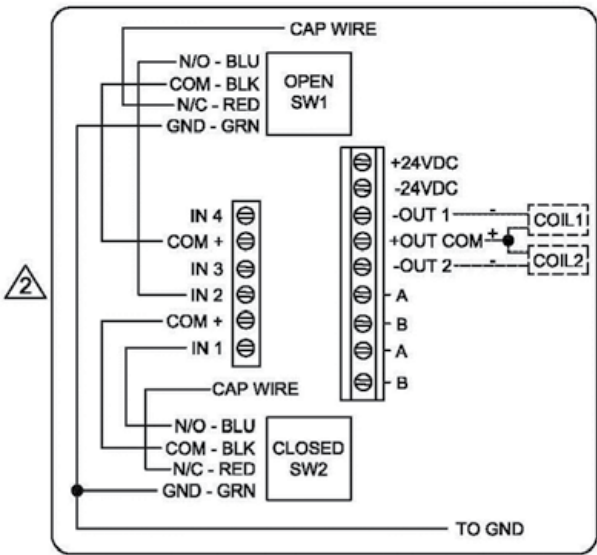 CAP WIRE
N/O - BLU
COM - BLK
N/C - RED
GND - GRN
OPEN
SW1
+24VDC
-24VDC
IN 4
-OUT 1
-
COIL1
COM +
+OUT COM
+
IN 3
-OUT 2
-
COIL2
2
IN 2
A
COM +
B
IN 1
A
B
CAP WIRE
N/O - BLU
COM - BLK
N/C - RED
GND - GRN
CLOSED
SW2
TO GND